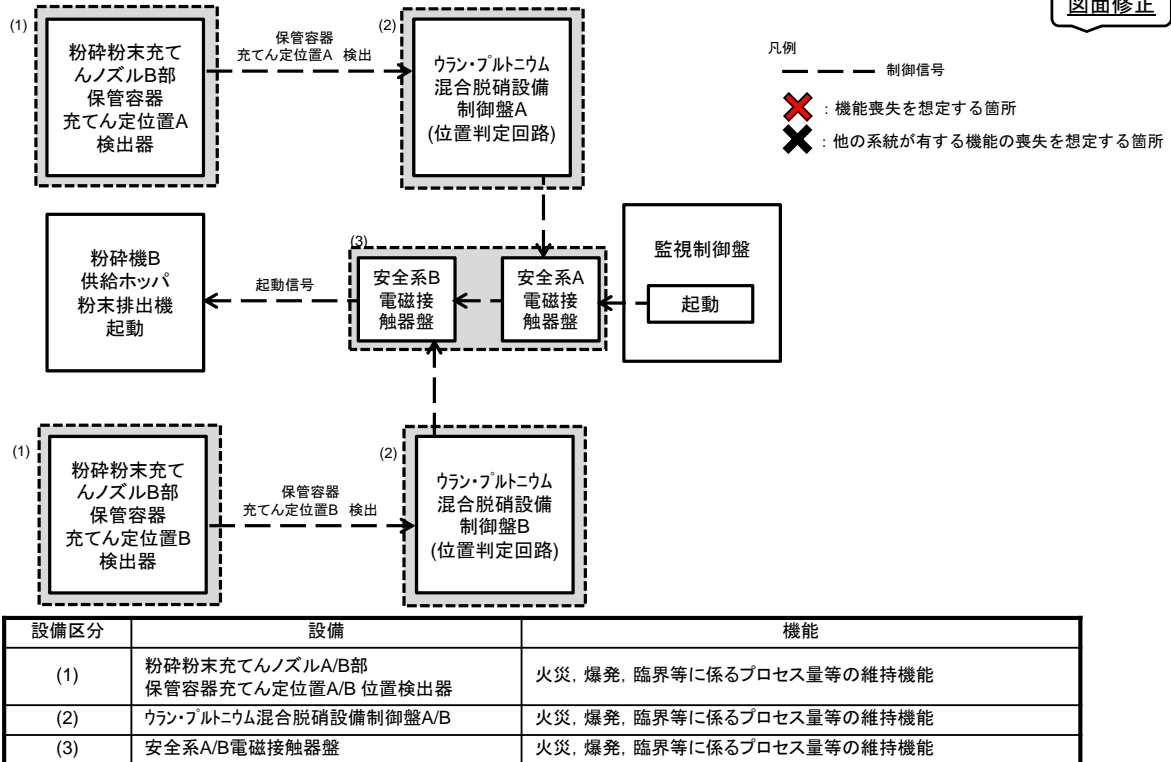 図面修正
(1)
粉砕粉末充て
んノズルB部
保管容器
充てん定位置A
検出器
保管容器
充てん定位置A 検出
(2)
ウラン・プルトニウム
混合脱硝設備
制御盤A
(位置判定回路)
凡例
制御信号
：機能喪失を想定する箇所
：他の系統が有する機能の喪失を想定する箇所
粉砕機B
供給ホッパ
粉末排出機
起動
起動信号
(3)
安全系B
電磁接
触器盤
安全系A
電磁接
触器盤
監視制御盤
起動
(1)
粉砕粉末充て
んノズルB部
保管容器
充てん定位置B
検出器
保管容器
充てん定位置B 検出
(2)
ウラン・プルトニウム
混合脱硝設備
制御盤B
(位置判定回路)
設備区分 設備 機能
(1) 粉砕粉末充てんノズルA/B部
保管容器充てん定位置A/B 位置検出器 火災，爆発，臨界等に係るプロセス量等の維持機能
(2) ウラン・プルトニウム混合脱硝設備制御盤A/B 火災，爆発，臨界等に係るプロセス量等の維持機能
(3) 安全系A/B電磁接触器盤 火災，爆発，臨界等に係るプロセス量等の維持機能